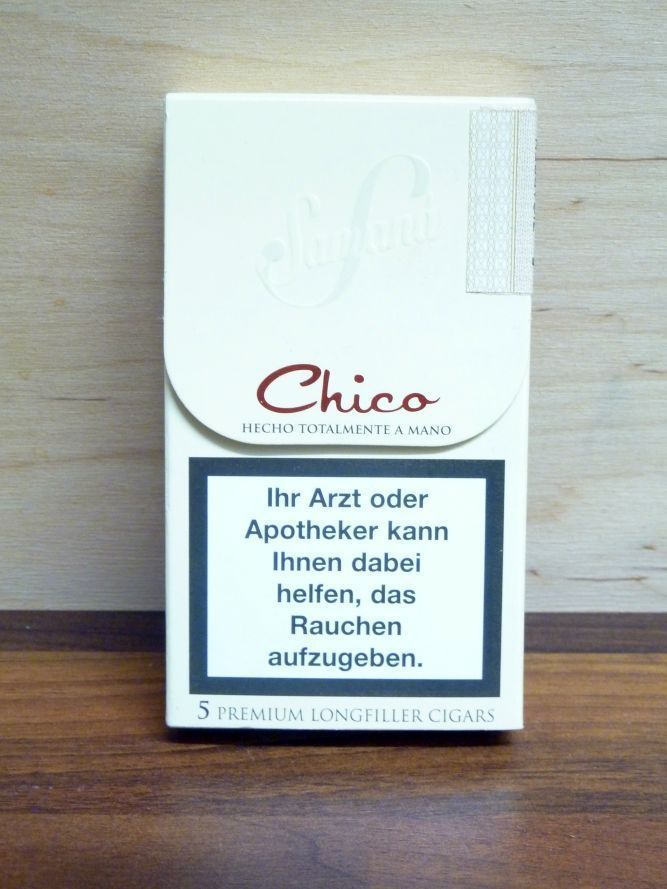 Samaná
Chico
HECHO TOTALMENTE A MANO
Ihr Arzt oder
Apotheker kann
Ihnen dabei
helfen, das
Rauchen
aufzugeben.
5 PREMIUM LONGFILLER CIGARS